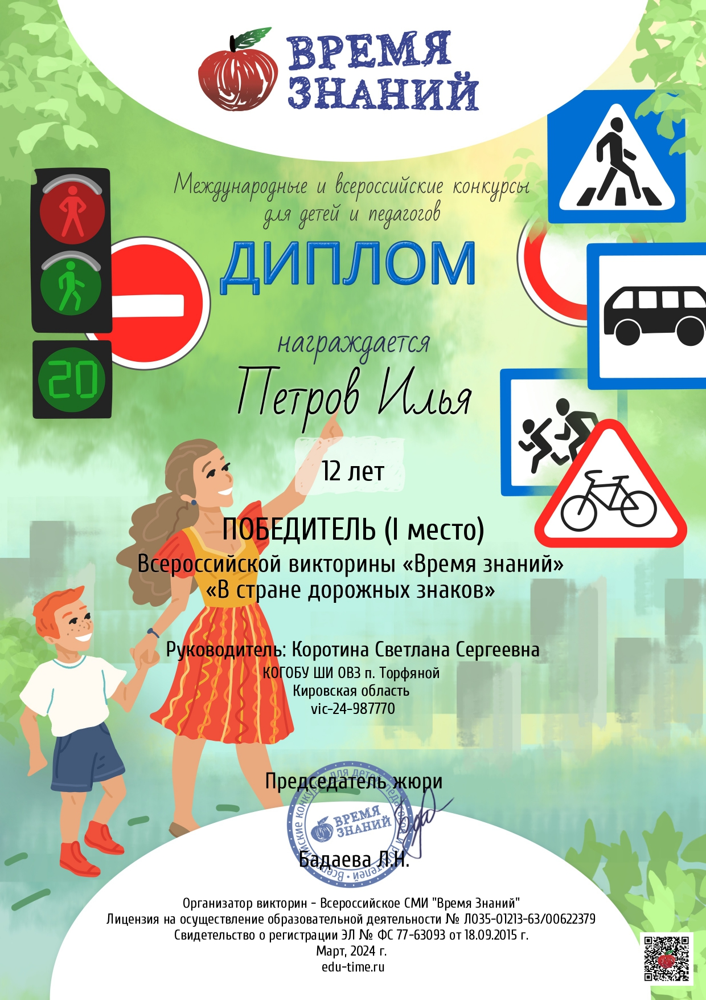 ВРЕМЯ
ЗНАНИЙ
Международные и всероссийские конкурсы
для детей и педагогов
ДИПЛОМ
награждается
Петров Илья
20
12 лет
ПОБЕДИТЕЛЬ (I место)
Всероссийской викторины «Время знаний»
«В стране дорожных знаков»
Руководитель: Коротина Светлана Сергеевна
КОГОБУ ШИ ОВЗ п. Торфяной
Кировская область
vic-24-987770
Председатель жюри
ВРЕМЯ
ЗНАНИЙ
Бадаева Л.Н.
Организатор викторин - Всероссийское СМИ "Время Знаний"
Лицензия на осуществление образовательной деятельности № Л035-01213-63/00622379
Свидетельство о регистрации ЭЛ № ФС 77-63093 от 18.09.2015 г.
Март, 2024 г.
edu-time.ru